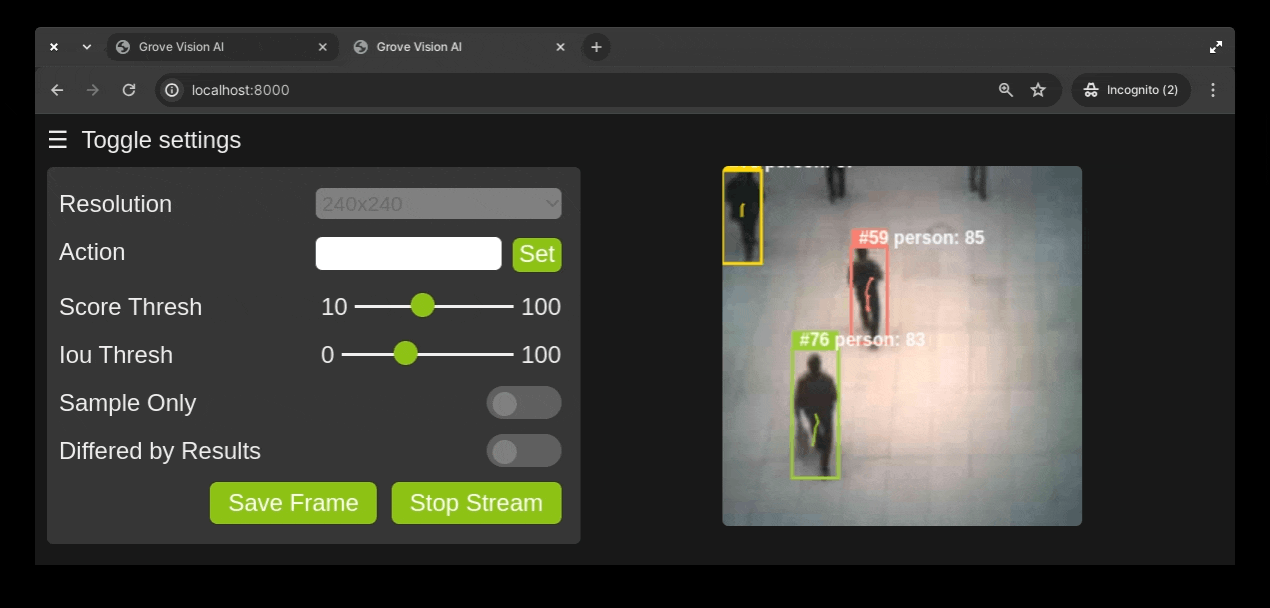 Grove Vision AI
Grove Vision AI
localhost:8000
Incognito (2)
Toggle settings
Resolution 240x240
Action Set
Score Thresh 10 100
Iou Thresh 0 100
Sample Only
Differed by Results
Save Frame Stop Stream
person:
#59 person: 85
#76 person: 83